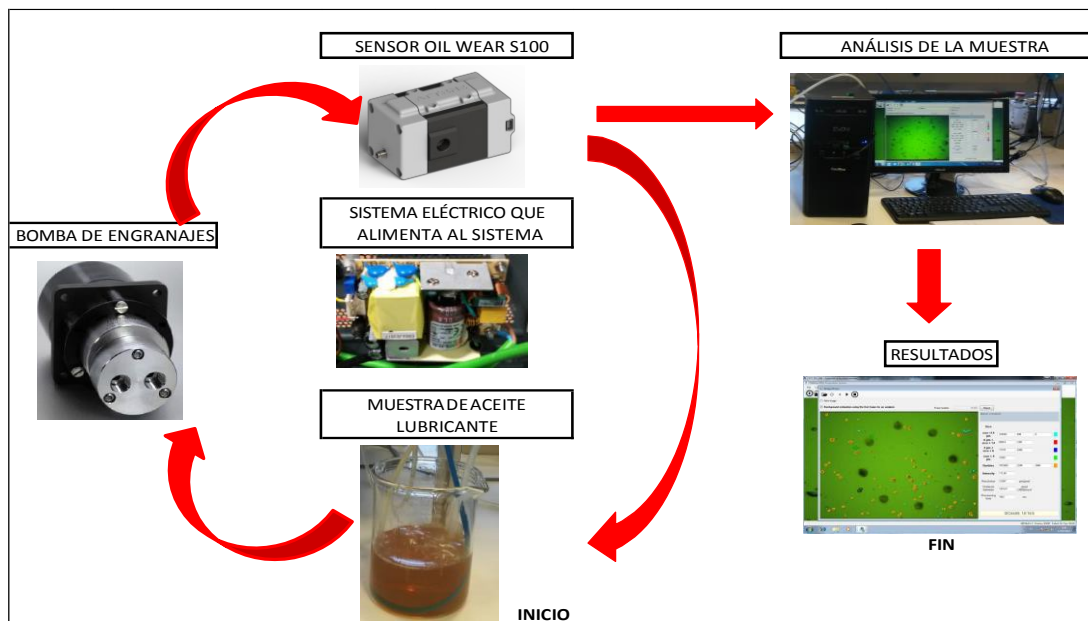 SENSOR OIL WEAR S100
ANÁLISIS DE LA MUESTRA
BOMBA DE ENGRANAJES
SISTEMA ELÉCTRICO QUE
ALIMENTA AL SISTEMA
RESULTADOS
MUESTRA DE ACEITE
LUBRICANTE
FIN
INICIO